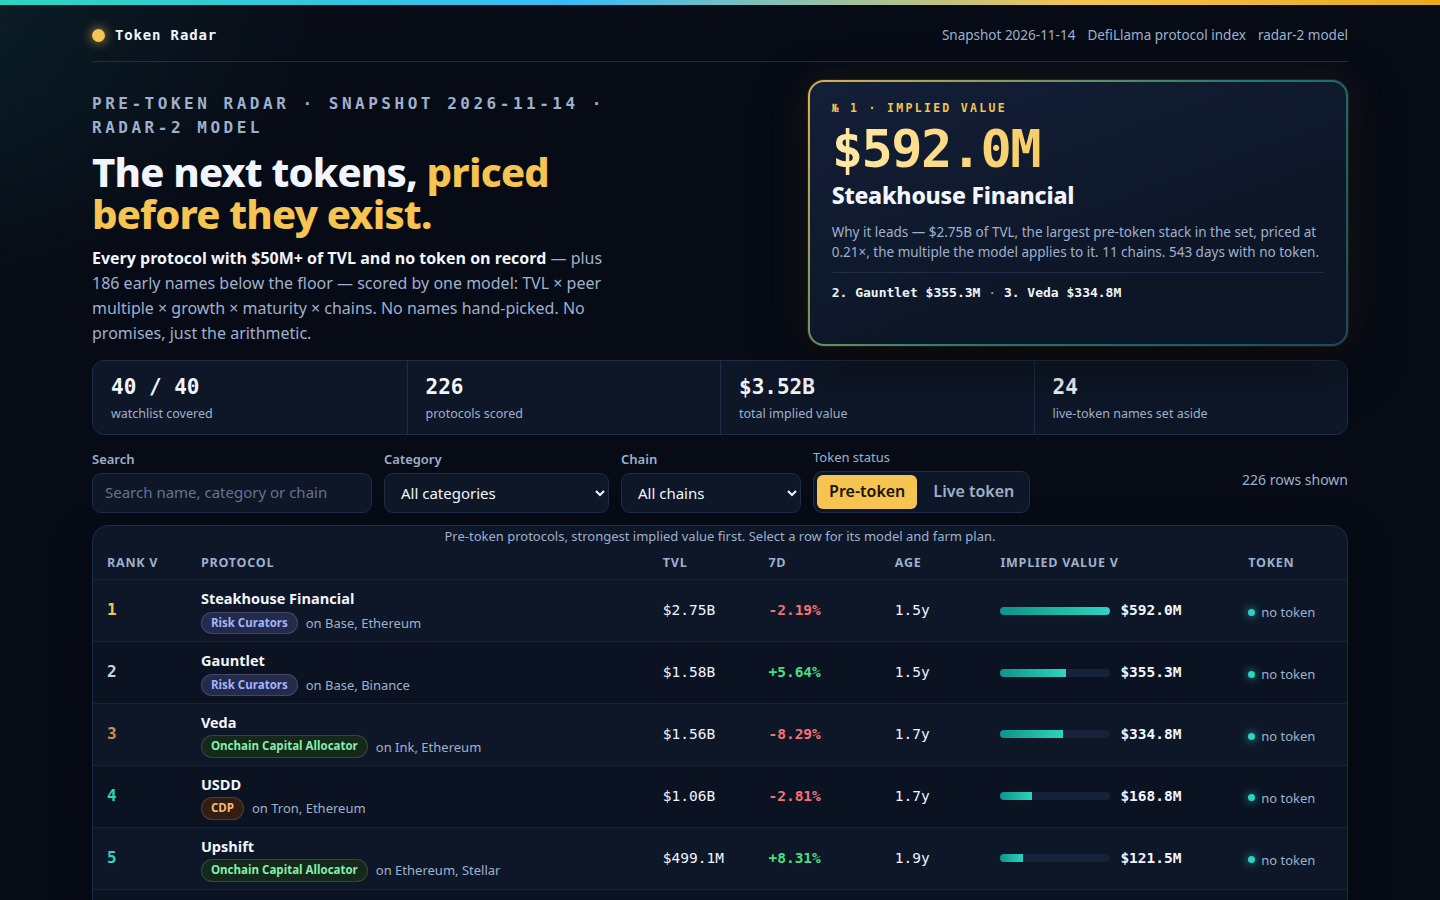 Token Radar
Snapshot 2026-11-14 DefiLlama protocol index radar-2 model
PRE-TOKEN RADAR · SNAPSHOT 2026-11-14 ·
RADAR-2 MODEL
The next tokens, priced
before they exist.
Every protocol with $50M+ of TVL and no token on record — plus
186 early names below the floor — scored by one model: TVL × peer
multiple × growth × maturity × chains. No names hand-picked. No
promises, just the arithmetic.
№ 1 · IMPLIED VALUE
$592.0M
Steakhouse Financial
Why it leads — $2.75B of TVL, the largest pre-token stack in the set, priced at
0.21×, the multiple the model applies to it. 11 chains. 543 days with no token.
2. Gauntlet $355.3M · 3. Veda $334.8M
40 / 40
watchlist covered
226
protocols scored
$3.52B
total implied value
24
live-token names set aside
Search
Search name, category or chain
Category
All categories
Chain
All chains
Token status
Pre-token Live token
226 rows shown
Pre-token protocols, strongest implied value first. Select a row for its model and farm plan.
RANK V PROTOCOL TVL 7D AGE IMPLIED VALUE V TOKEN
1 Steakhouse Financial $2.75B -2.19% 1.5y $592.0M no token
Risk Curators on Base, Ethereum
2 Gauntlet $1.58B +5.64% 1.5y $355.3M no token
Risk Curators on Base, Binance
3 Veda $1.56B -8.29% 1.7y $334.8M no token
Onchain Capital Allocator on Ink, Ethereum
4 USDD $1.06B -2.81% 1.7y $168.8M no token
CDP on Tron, Ethereum
5 Upshift $499.1M +8.31% 1.9y $121.5M no token
Onchain Capital Allocator on Ethereum, Stellar